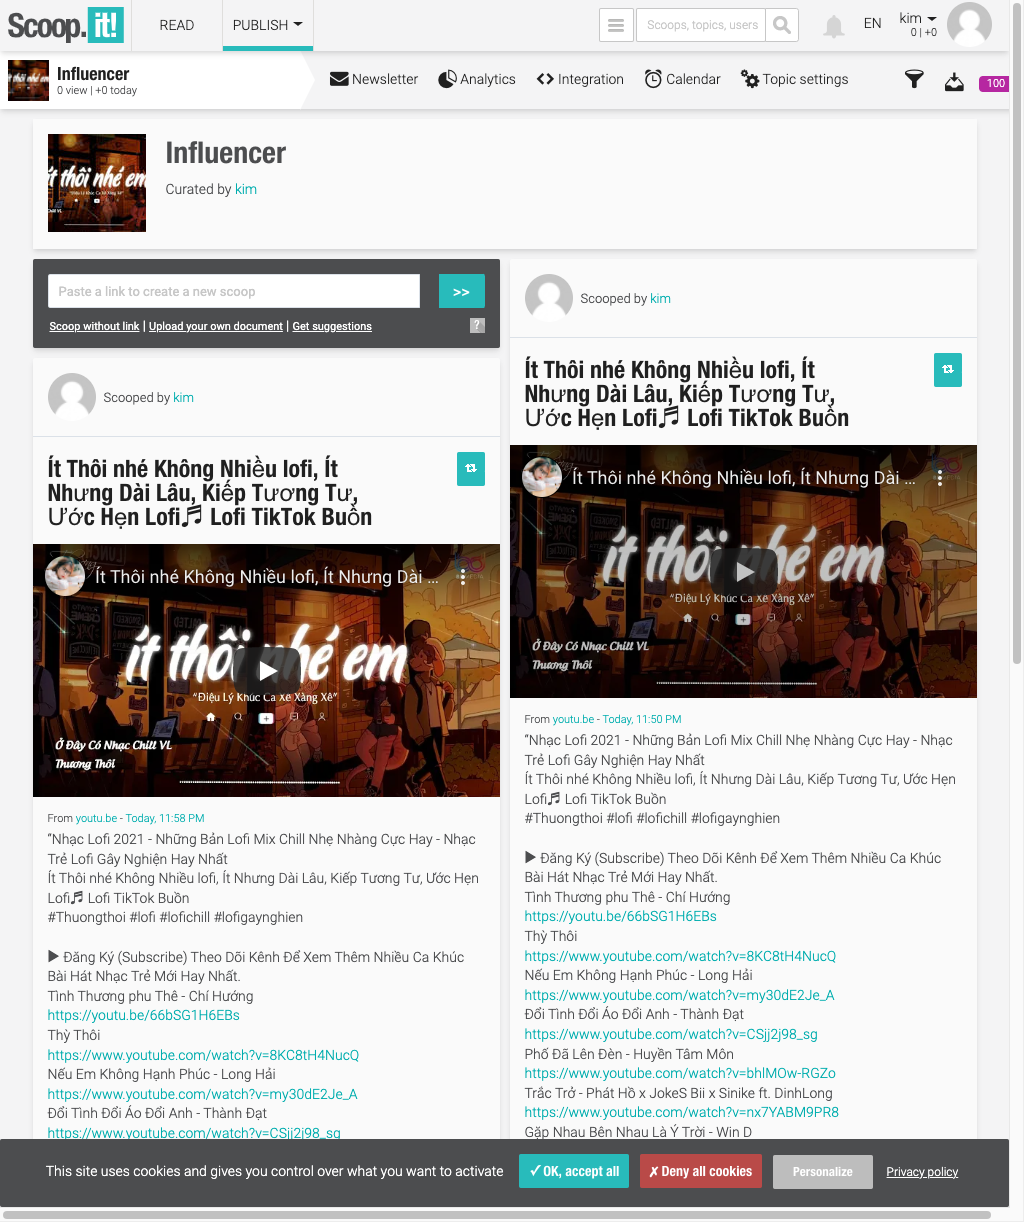 Scoop.it!
READ
PUBLISH
Scoops, topics, users
EN
kim
0 | +0
Influencer
0 view | +0 today
Newsletter
Analytics
Integration
Calendar
Topic settings
100
Influencer
Curated by kim
Paste a link to create a new scoop
>>
Scoop without link | Upload your own document | Get suggestions
?
Scooped by kim
Ít Thôi nhé Không Nhiều lofi, Ít
Nhưng Dài Lâu, Kiếp Tương Tư,
Ước Hẹn Lofi🎵 Lofi TikTok Buồn
Ít Thôi nhé Không Nhiều lofi, Ít Nhưng Dài ...
ít thôi nhé em
"Điệu Lý Khúc Ca Xê Xàng Xê"
Ở Đây Có Nhạc Chill VL
Thương Thôi
From youtu.be - Today, 11:58 PM
"Nhạc Lofi 2021 - Những Bản Lofi Mix Chill Nhẹ Nhàng Cực Hay - Nhạc
Trẻ Lofi Gây Nghiện Hay Nhất
Ít Thôi nhé Không Nhiều lofi, Ít Nhưng Dài Lâu, Kiếp Tương Tư, Ước Hẹn
Lofi🎵 Lofi TikTok Buồn
#Thuongthoi #lofi #lofichill #lofigaynghien
▶ Đăng Ký (Subscribe) Theo Dõi Kênh Để Xem Thêm Nhiều Ca Khúc
Bài Hát Nhạc Trẻ Mới Hay Nhất.
Tình Thương phu Thê - Chí Hướng
https://youtu.be/66bSG1H6EBs
Thỳ Thôi
https://www.youtube.com/watch?v=8KC8tH4NucQ
Nếu Em Không Hạnh Phúc - Long Hải
https://www.youtube.com/watch?v=my30dE2Je_A
Đổi Tình Đổi Áo Đổi Anh - Thành Đạt
https://www.youtube.com/watch?v=CSjj2j98_sg
Scooped by kim
Ít Thôi nhé Không Nhiều lofi, Ít
Nhưng Dài Lâu, Kiếp Tương Tư,
Ước Hẹn Lofi🎵 Lofi TikTok Buồn
Ít Thôi nhé Không Nhiều lofi, Ít Nhưng Dài ...
ít thôi nhé em
"Điệu Lý Khúc Ca Xê Xàng Xê"
Ở Đây Có Nhạc Chill VL
Thương Thôi
From youtu.be - Today, 11:50 PM
"Nhạc Lofi 2021 - Những Bản Lofi Mix Chill Nhẹ Nhàng Cực Hay - Nhạc
Trẻ Lofi Gây Nghiện Hay Nhất
Ít Thôi nhé Không Nhiều lofi, Ít Nhưng Dài Lâu, Kiếp Tương Tư, Ước Hẹn
Lofi🎵 Lofi TikTok Buồn
#Thuongthoi #lofi #lofichill #lofigaynghien
▶ Đăng Ký (Subscribe) Theo Dõi Kênh Để Xem Thêm Nhiều Ca Khúc
Bài Hát Nhạc Trẻ Mới Hay Nhất.
Tình Thương phu Thê - Chí Hướng
https://youtu.be/66bSG1H6EBs
Thỳ Thôi
https://www.youtube.com/watch?v=8KC8tH4NucQ
Nếu Em Không Hạnh Phúc - Long Hải
https://www.youtube.com/watch?v=my30dE2Je_A
Đổi Tình Đổi Áo Đổi Anh - Thành Đạt
https://www.youtube.com/watch?v=CSjj2j98_sg
Phố Đã Lên Đèn - Huyền Tâm Môn
https://www.youtube.com/watch?v=bhlMOw-RGZo
Trắc Trở - Phát Hồ x JokeS Bii x Sinike ft. DinhLong
https://www.youtube.com/watch?v=nx7YABM9PR8
Gặp Nhau Bên Nhau Là Ý Trời - Win D
This site uses cookies and gives you control over what you want to activate
✓ OK, accept all
✗ Deny all cookies
Personalize
Privacy policy